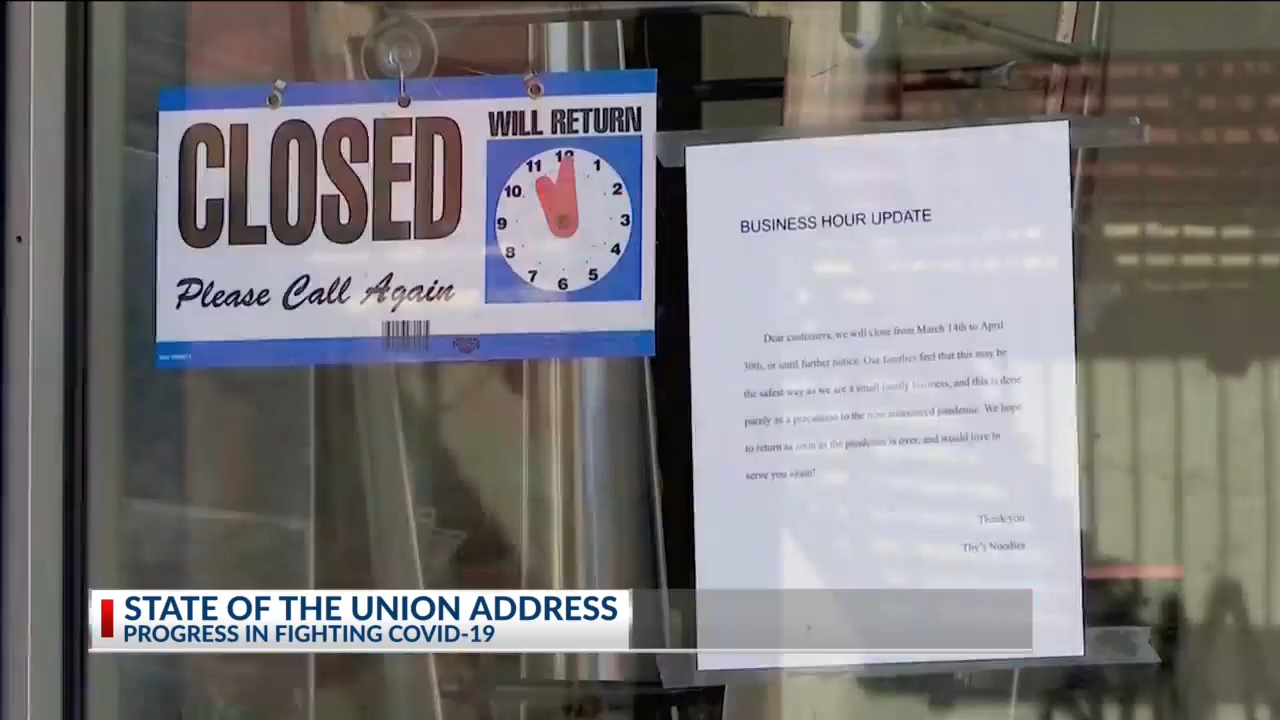 CLOSED
Please Call Again
WILL RETURN
12
11 1
10 2
9 3
8 4
7 5
6
BUSINESS HOUR UPDATE
Dear customers, we will close from March 14th to April
30th, or until further notice. Our families feel that this may be
the safest way as we are a small family business, and this is done
purely as a precaution to the now announced pandemic. We hope
to return as soon as the pandemic is over, and would love to
serve you again!
Thank you
Thy's Noodles
STATE OF THE UNION ADDRESS
PROGRESS IN FIGHTING COVID-19